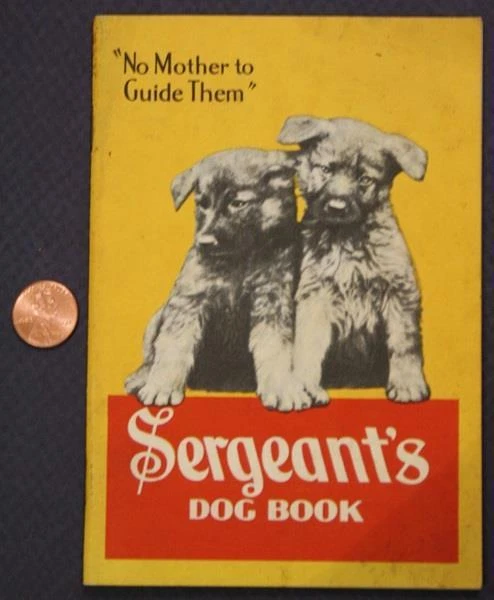 "No Mother to
Guide Them"
Sergeant's
DOG BOOK